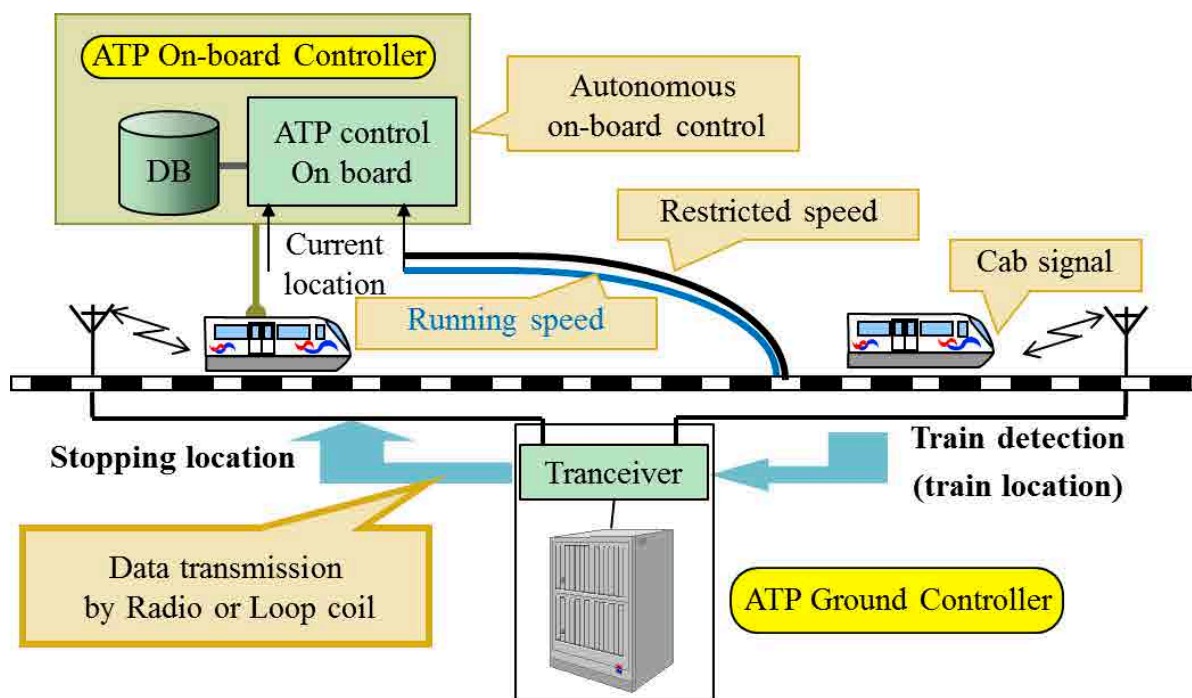 ATP On-board Controller
DB
ATP control
On board
Autonomous
on-board control
Current
location
Restricted speed
Running speed
Cab signal
Stopping location
Tranceiver
Train detection
(train location)
Data transmission
by Radio or Loop coil
ATP Ground Controller